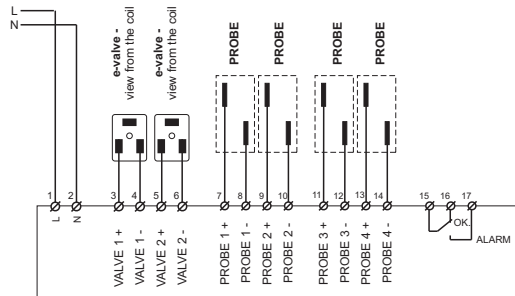 L
N
e-valve -
view from the coil
e-valve -
view from the coil
PROBE
PROBE
PROBE
PROBE
1
2
3
4
5
6
7
8
9
10
11
12
13
14
15
16
17
L
N
VALVE 1 +
VALVE 1 -
VALVE 2 +
VALVE 2 -
PROBE 1 +
PROBE 1 -
PROBE 2 +
PROBE 2 -
PROBE 3 +
PROBE 3 -
PROBE 4 +
PROBE 4 -
OK.
ALARM